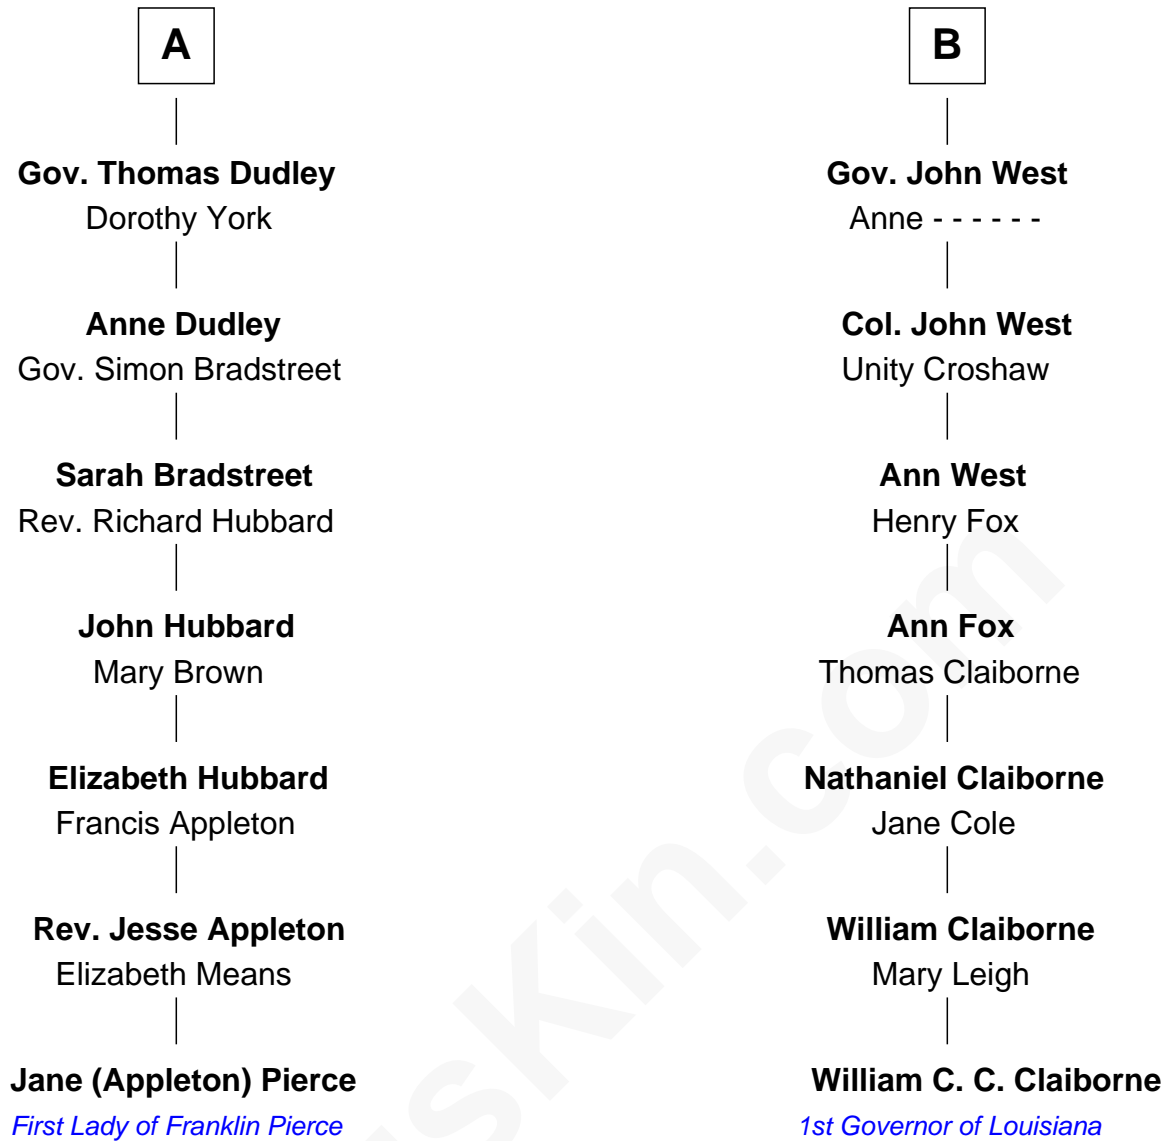 A
Gov. Thomas Dudley
Dorothy York
Anne Dudley
Gov. Simon Bradstreet
Sarah Bradstreet
Rev. Richard Hubbard
John Hubbard
Mary Brown
Elizabeth Hubbard
Francis Appleton
Rev. Jesse Appleton
Elizabeth Means
Jane (Appleton) Pierce
First Lady of Franklin Pierce
B
Gov. John West
Anne - - - - - -
Col. John West
Unity Croshaw
Ann West
Henry Fox
Ann Fox
Thomas Claiborne
Nathaniel Claiborne
Jane Cole
William Claiborne
Mary Leigh
William C. C. Claiborne
1st Governor of Louisiana
sKin.com